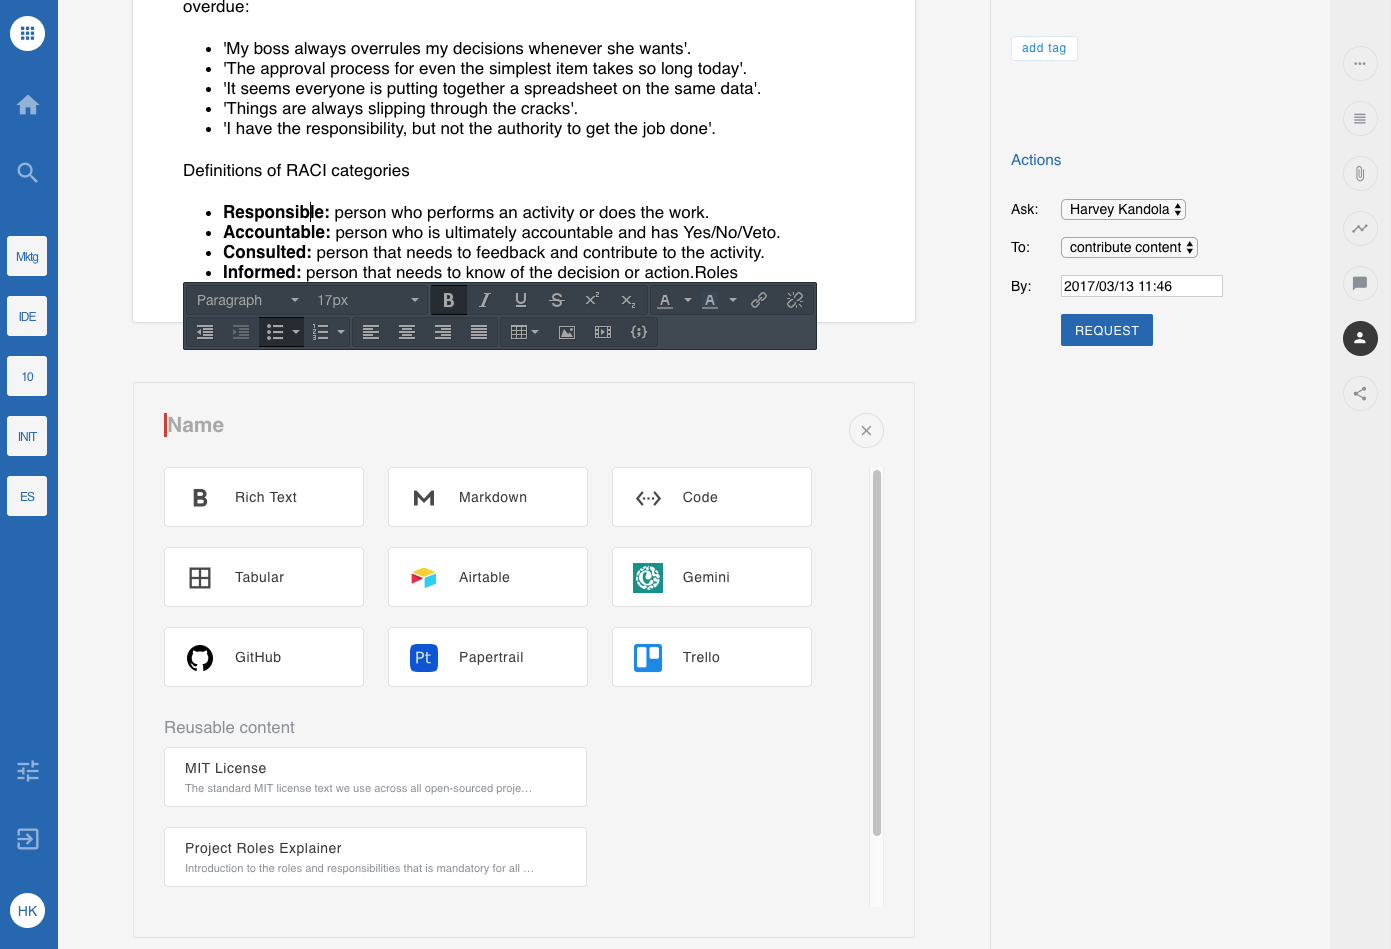 overdue:
'My boss always overrules my decisions whenever she wants'.
'The approval process for even the simplest item takes so long today'.
'It seems everyone is putting together a spreadsheet on the same data'.
'Things are always slipping through the cracks'.
'I have the responsibility, but not the authority to get the job done'.
Definitions of RACI categories
Responsible: person who performs an activity or does the work.
Accountable: person who is ultimately accountable and has Yes/No/Veto.
Consulted: person that needs to feedback and contribute to the activity.
Informed: person that needs to know of the decision or action.Roles
Paragraph 17px
Name
Rich Text
Markdown
Code
Tabular
Airtable
Gemini
GitHub
Pt Papertrail
Trello
Reusable content
MIT License
The standard MIT license text we use across all open-sourced proje…
Project Roles Explainer
Introduction to the roles and responsibilities that is mandatory for all …
Mktg
IDE
10
INIT
ES
HK
add tag
Actions
Ask: Harvey Kandola
To: contribute content
By: 2017/03/13 11:46
REQUEST